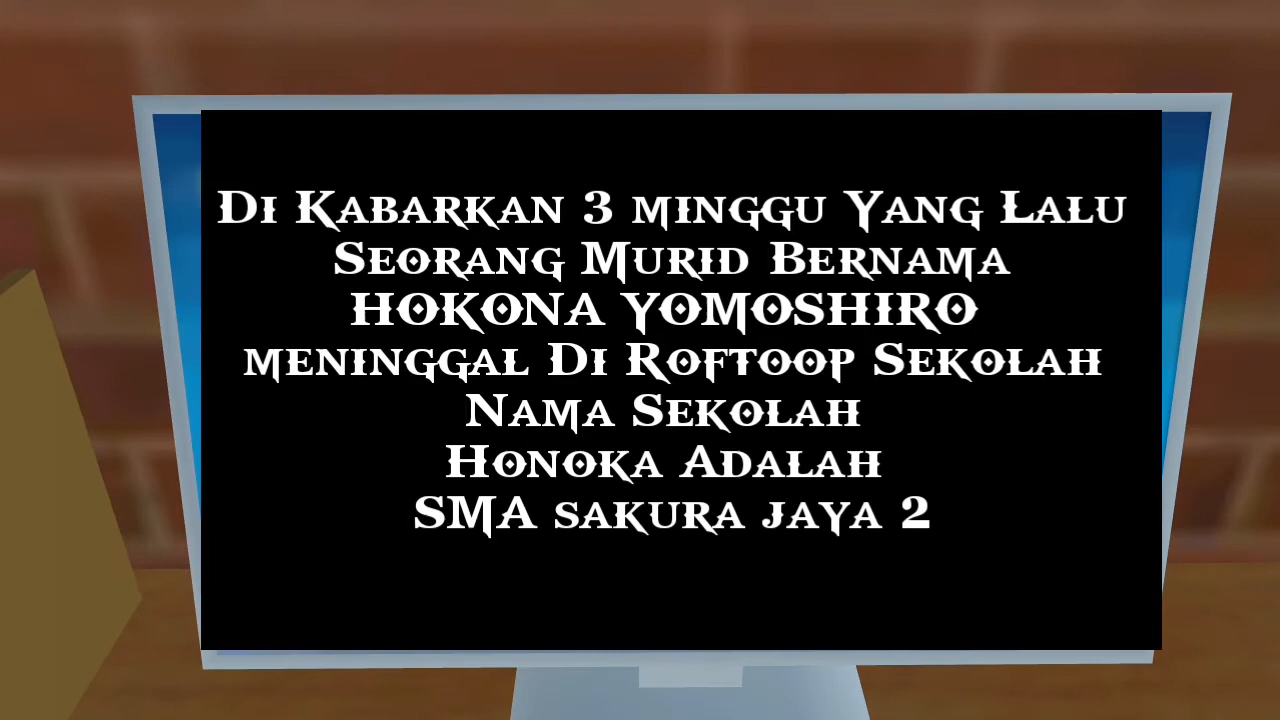 Di Kabarkan 3 minggu Yang Lalu
Seorang Murid Bernama
HOKONA YOMOSHIRO
meninggal Di Roftoop Sekolah
Nama Sekolah
Honoka Adalah
SMA sakura jaya 2